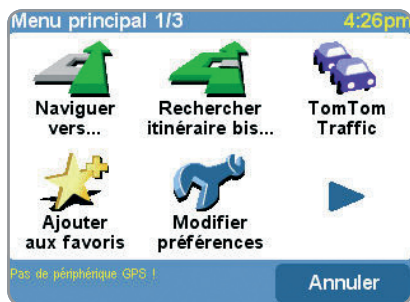 Menu principal 1/3 4:26pm
Naviguer
vers...
Rechercher
itinéraire bis...
TomTom
Traffic
Ajouter
aux favoris
Modifier
préférences
Pas de périphérique GPS !
Annuler